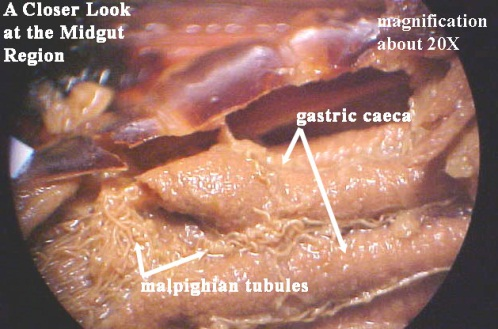 A Closer Look
at the Midgut
Region
magnification
about 20X
gastric caeca
malpighian tubules